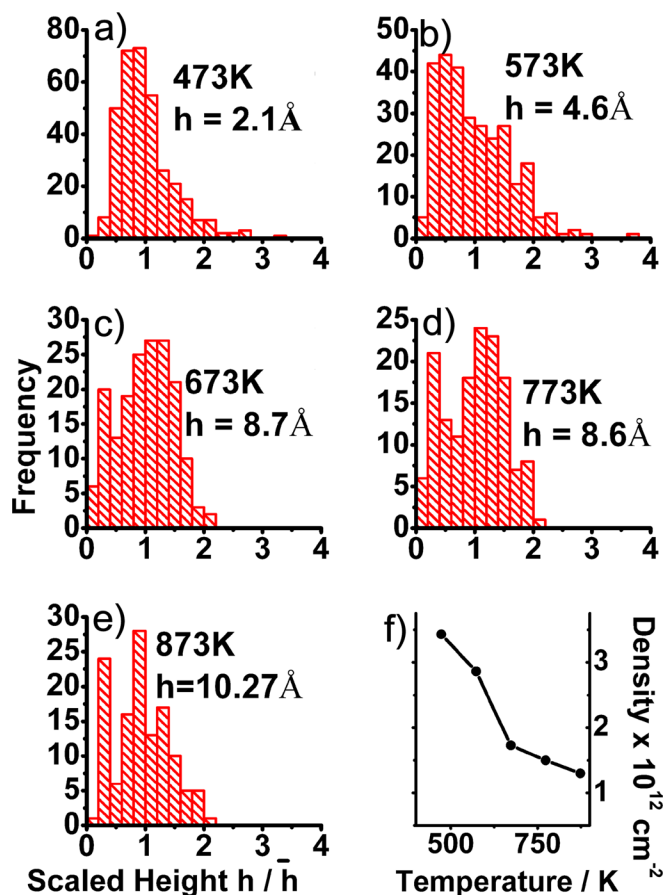 a)
473K
h = 2.1Å
80
60
40
20
0
0 1 2 3 4
b)
573K
h = 4.6Å
50
40
30
20
10
0
0 1 2 3 4
c)
673K
h = 8.7Å
30
25
20
15
10
5
0
0 1 2 3 4
d)
773K
h = 8.6Å
25
20
15
10
5
0
0 1 2 3 4
Frequency
e)
873K
h=10.27Å
30
25
20
15
10
5
0
0 1 2 3 4
Scaled Height h / h̄
f)
3
2
1
Density x 10¹² cm⁻²
500 750
Temperature / K